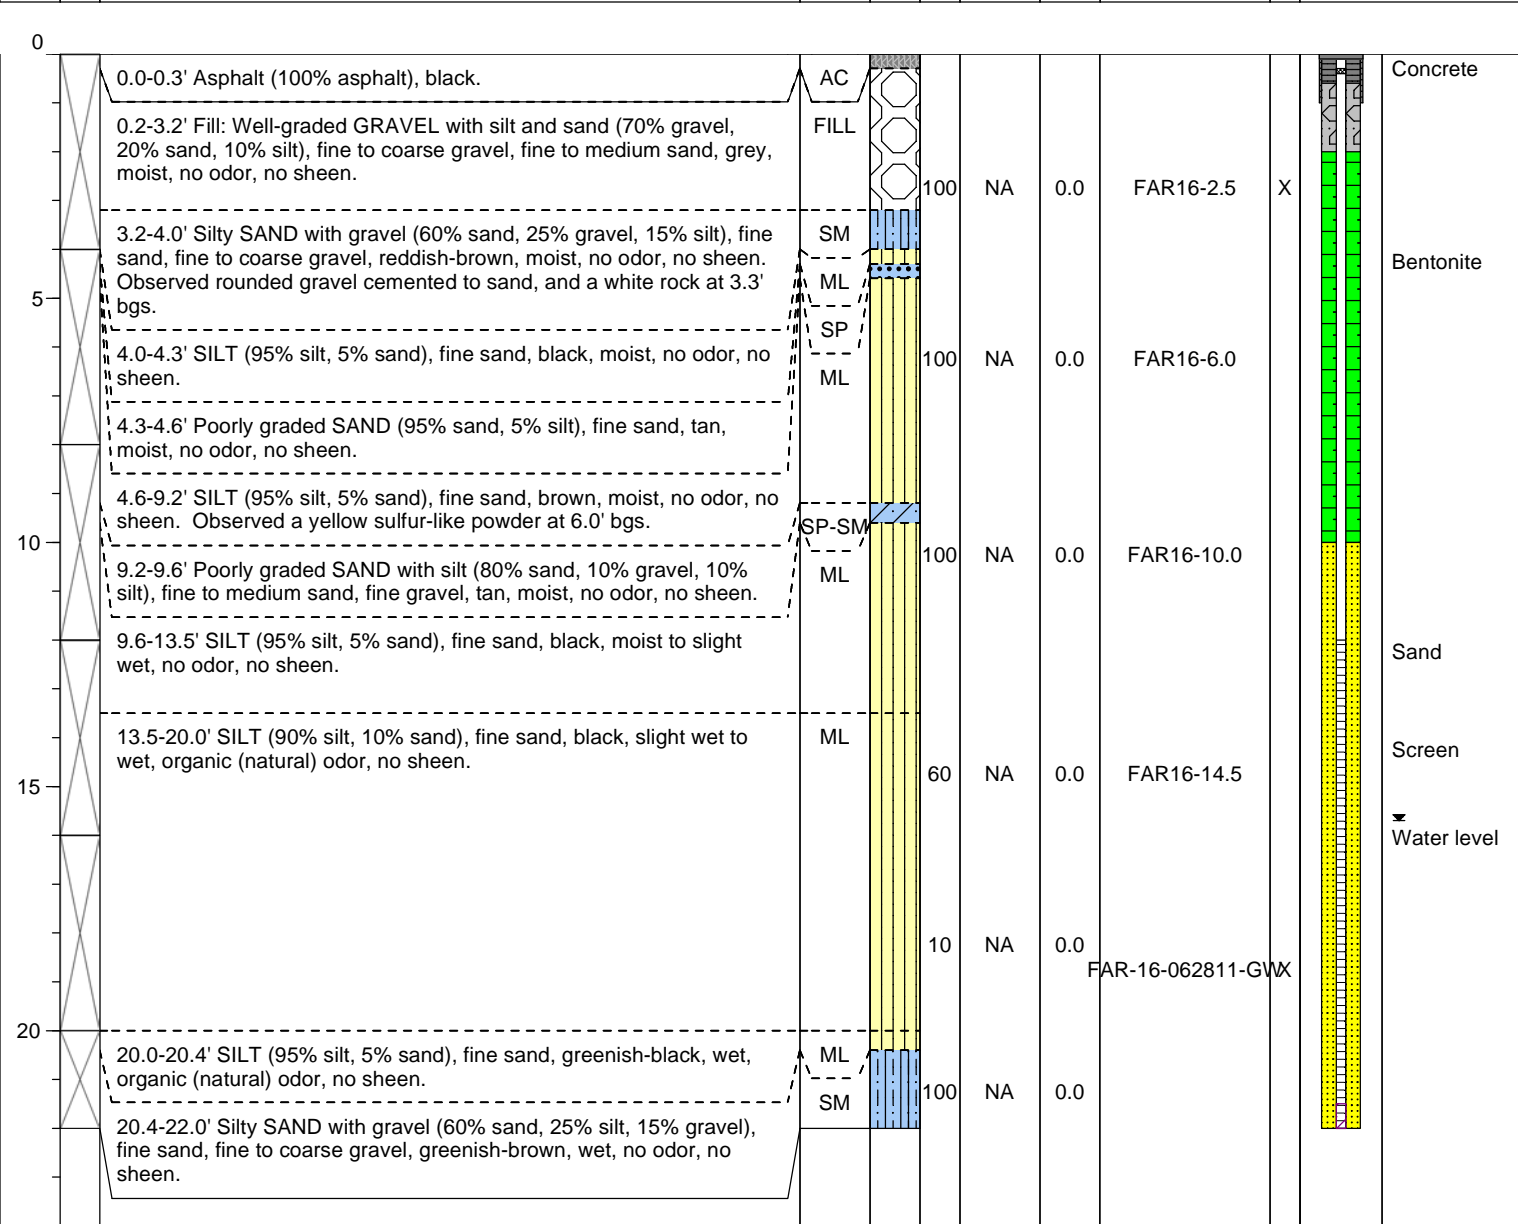 0
0.0-0.3' Asphalt (100% asphalt), black.
AC
Concrete
0.2-3.2' Fill: Well-graded GRAVEL with silt and sand (70% gravel,
20% sand, 10% silt), fine to coarse gravel, fine to medium sand, grey,
moist, no odor, no sheen.
FILL
100
NA
0.0
FAR16-2.5
X
3.2-4.0' Silty SAND with gravel (60% sand, 25% gravel, 15% silt), fine
sand, fine to coarse gravel, reddish-brown, moist, no odor, no sheen.
Observed rounded gravel cemented to sand, and a white rock at 3.3'
bgs.
SM
ML
Bentonite
5
SP
4.0-4.3' SILT (95% silt, 5% sand), fine sand, black, moist, no odor, no
sheen.
ML
100
NA
0.0
FAR16-6.0
4.3-4.6' Poorly graded SAND (95% sand, 5% silt), fine sand, tan,
moist, no odor, no sheen.
4.6-9.2' SILT (95% silt, 5% sand), fine sand, brown, moist, no odor, no
sheen.  Observed a yellow sulfur-like powder at 6.0' bgs.
SP-SM
10
9.2-9.6' Poorly graded SAND with silt (80% sand, 10% gravel, 10%
silt), fine to medium sand, fine gravel, tan, moist, no odor, no sheen.
ML
100
NA
0.0
FAR16-10.0
9.6-13.5' SILT (95% silt, 5% sand), fine sand, black, moist to slight
wet, no odor, no sheen.
Sand
13.5-20.0' SILT (90% silt, 10% sand), fine sand, black, slight wet to
wet, organic (natural) odor, no sheen.
ML
Screen
15
60
NA
0.0
FAR16-14.5
Water level
10
NA
0.0
FAR-16-062811-GW
X
20
20.0-20.4' SILT (95% silt, 5% sand), fine sand, greenish-black, wet,
organic (natural) odor, no sheen.
ML
SM
100
NA
0.0
20.4-22.0' Silty SAND with gravel (60% sand, 25% silt, 15% gravel),
fine sand, fine to coarse gravel, greenish-brown, wet, no odor, no
sheen.